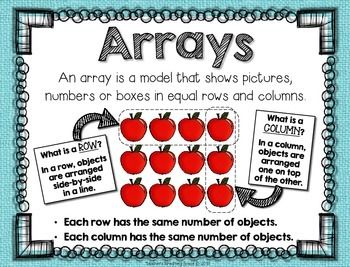 Arrays
An array is a model that shows pictures,
numbers or boxes in equal rows and columns.
What is a ROW?
In a row, objects
are arranged
side-by-side
in a line.
What is a
COLUMN?
In a column,
objects are
arranged
one on top
of the other.
• Each row has the same number of objects.
• Each column has the same number of objects.